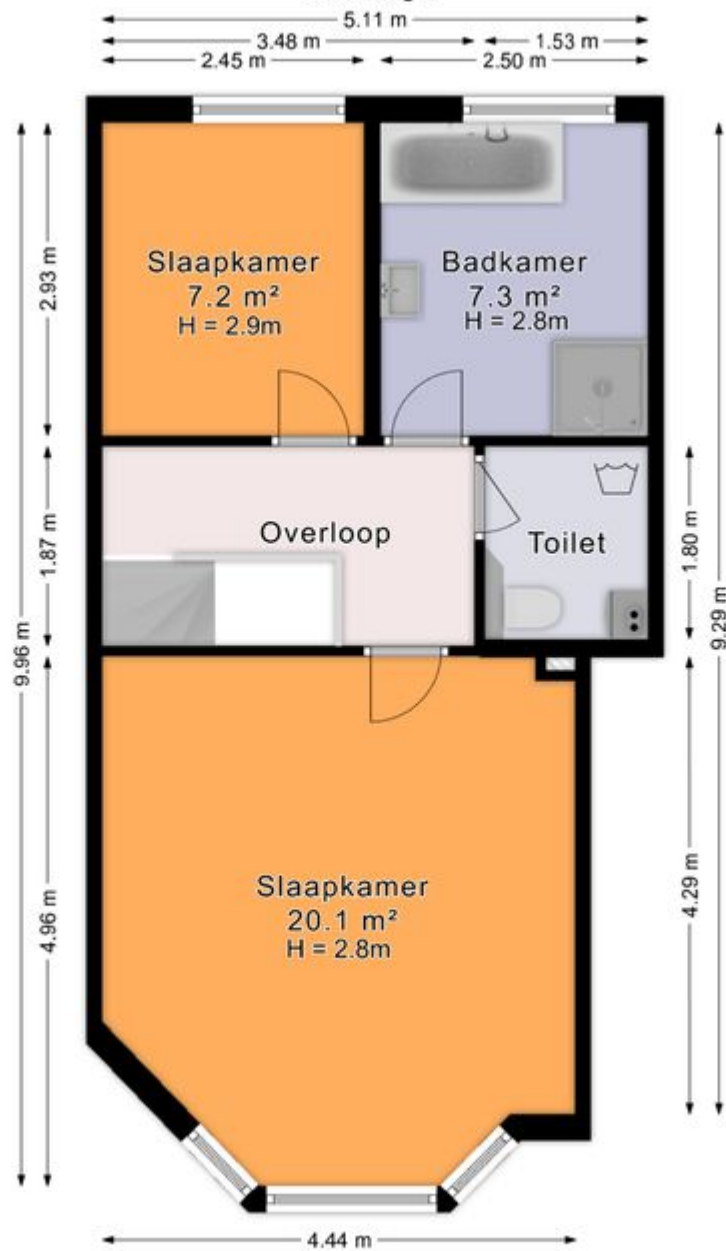 5.11 m
3.48 m
1.53 m
2.45 m
2.50 m
Slaapkamer
7.2 m²
H = 2.9m
Badkamer
7.3 m²
H = 2.8m
2.93 m
Overloop
Toilet
1.87 m
1.80 m
9.96 m
9.29 m
Slaapkamer
20.1 m²
H = 2.8m
4.96 m
4.29 m
4.44 m